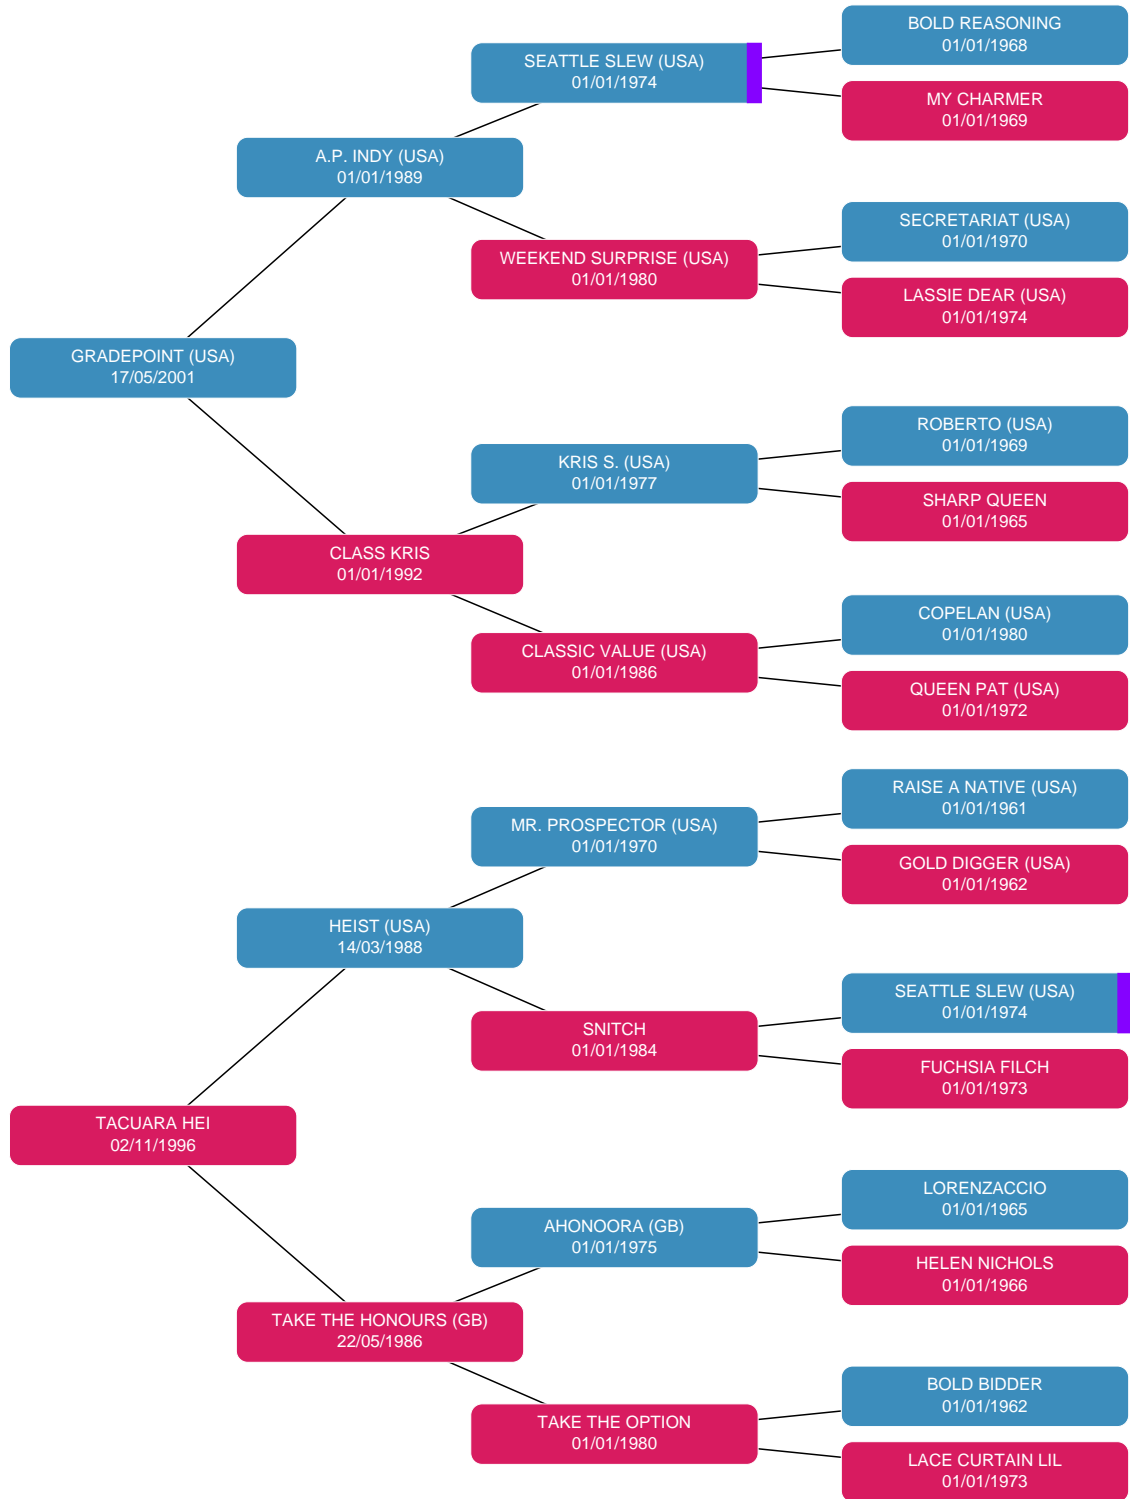 BOLD REASONING
01/01/1968
SEATTLE SLEW (USA)
01/01/1974
MY CHARMER
01/01/1969
A.P. INDY (USA)
01/01/1989
SECRETARIAT (USA)
01/01/1970
WEEKEND SURPRISE (USA)
01/01/1980
LASSIE DEAR (USA)
01/01/1974
GRADEPOINT (USA)
17/05/2001
ROBERTO (USA)
01/01/1969
KRIS S. (USA)
01/01/1977
SHARP QUEEN
01/01/1965
CLASS KRIS
01/01/1992
COPELAN (USA)
01/01/1980
CLASSIC VALUE (USA)
01/01/1986
QUEEN PAT (USA)
01/01/1972
RAISE A NATIVE (USA)
01/01/1961
MR. PROSPECTOR (USA)
01/01/1970
GOLD DIGGER (USA)
01/01/1962
HEIST (USA)
14/03/1988
SEATTLE SLEW (USA)
01/01/1974
SNITCH
01/01/1984
FUCHSIA FILCH
01/01/1973
TACUARA HEI
02/11/1996
LORENZACCIO
01/01/1965
AHONOORA (GB)
01/01/1975
HELEN NICHOLS
01/01/1966
TAKE THE HONOURS (GB)
22/05/1986
BOLD BIDDER
01/01/1962
TAKE THE OPTION
01/01/1980
LACE CURTAIN LIL
01/01/1973